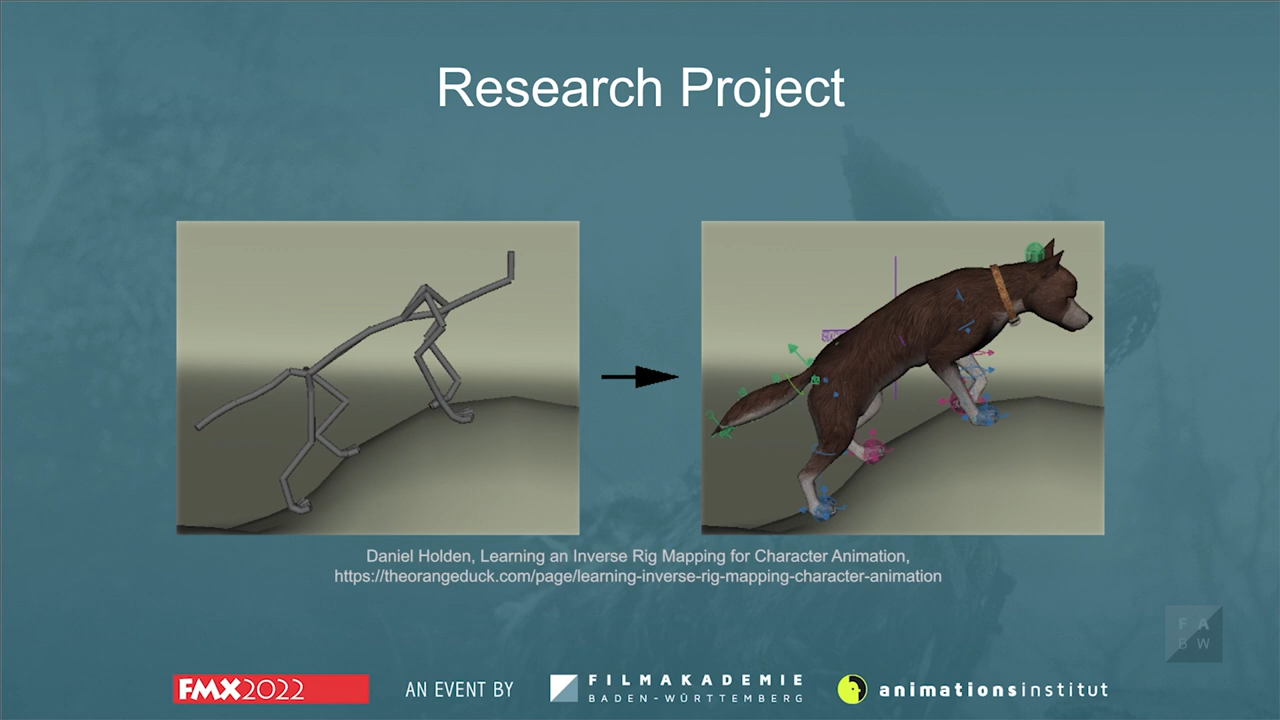 Research Project
Daniel Holden, Learning an Inverse Rig Mapping for Character Animation,
https://theorangeduck.com/page/learning-inverse-rig-mapping-character-animation
F A
B W
FMX2022
AN EVENT BY
FILMAKADEMIE
BADEN-WÜRTTEMBERG
animationsinstitut